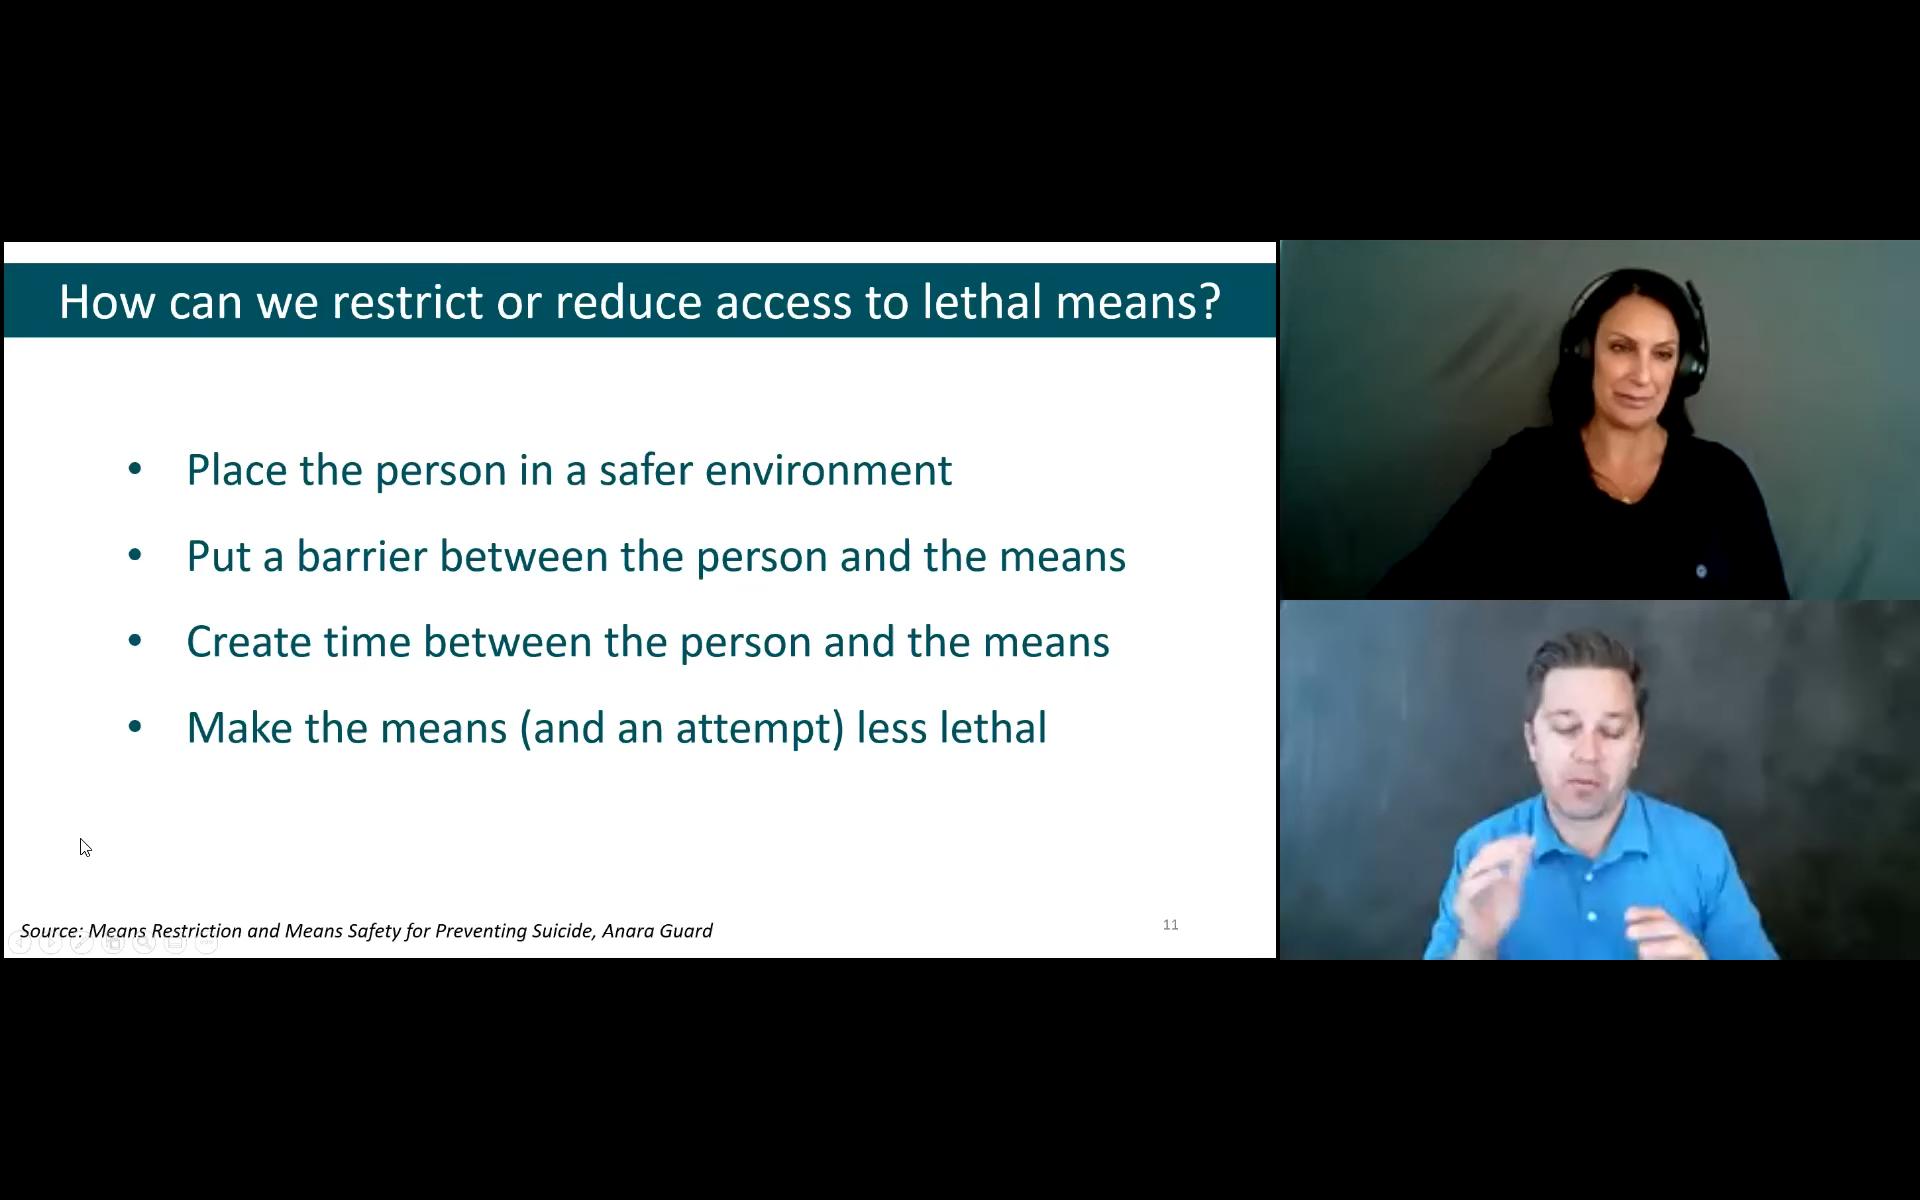 How can we restrict or reduce access to lethal means?
• Place the person in a safer environment
• Put a barrier between the person and the means
• Create time between the person and the means
• Make the means (and an attempt) less lethal
Source: Means Restriction and Means Safety for Preventing Suicide, Anara Guard
11